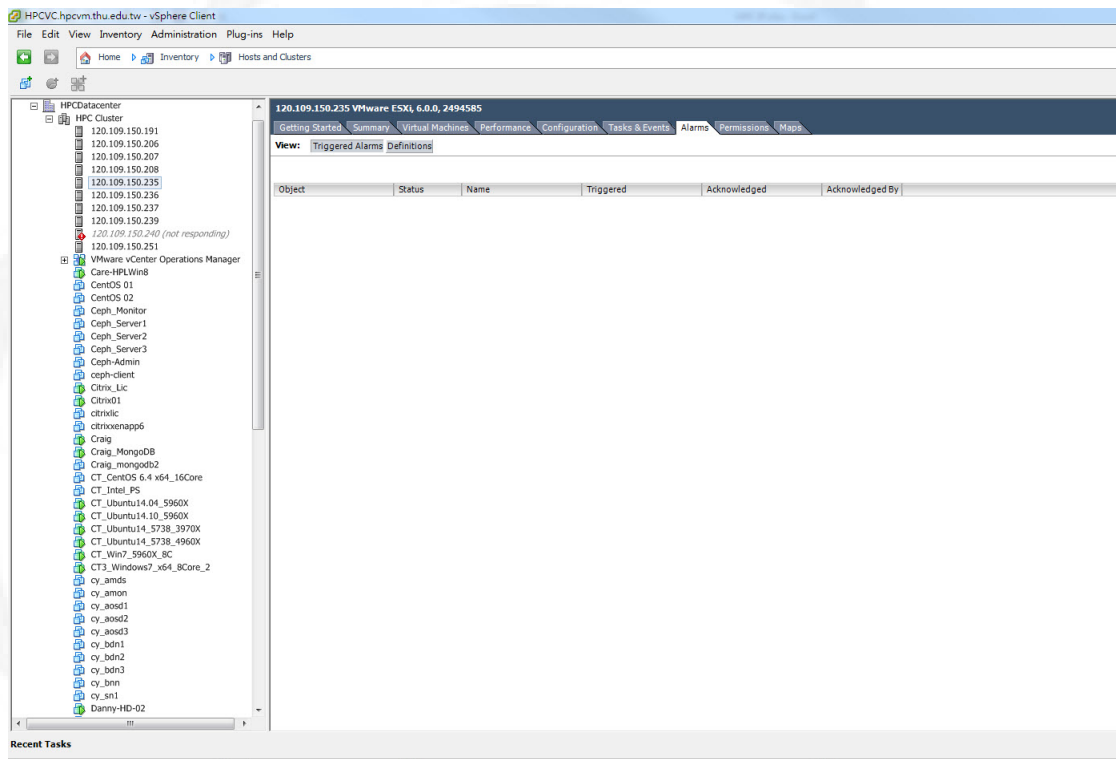 HPCVC.hpcvm.thu.edu.tw - vSphere Client
File Edit View Inventory Administration Plug-ins Help
Home Inventory Hosts and Clusters
HPCDatacenter
HPC Cluster
120.109.150.191
120.109.150.206
120.109.150.207
120.109.150.208
120.109.150.235
120.109.150.236
120.109.150.237
120.109.150.239
120.109.150.240 (not responding)
120.109.150.251
VMware vCenter Operations Manager
Care-HPLWin8
CentOS 01
CentOS 02
Ceph_Monitor
Ceph_Server1
Ceph_Server2
Ceph_Server3
Ceph-Admin
ceph-client
Citrix_Lic
Citrix01
citrixlic
citrixxenapp6
Craig
Craig_MongoDB
Craig_mongodb2
CT_CentOS 6.4 x64_16Core
CT_Intel_PS
CT_Ubuntu14.04_5960X
CT_Ubuntu14.10_5960X
CT_Ubuntu14_5738_3970X
CT_Ubuntu14_5738_4960X
CT_Win7_5960X_8C
CT3_Windows7_x64_8Core_2
cy_amds
cy_amon
cy_aosd1
cy_aosd2
cy_aosd3
cy_bdn1
cy_bdn2
cy_bdn3
cy_bnn
cy_sn1
Danny-HD-02
120.109.150.235 VMware ESXi, 6.0.0, 2494585
Getting Started Summary Virtual Machines Performance Configuration Tasks & Events Alarms Permissions Maps
View: Triggered Alarms Definitions
Object Status Name Triggered Acknowledged Acknowledged By
Recent Tasks